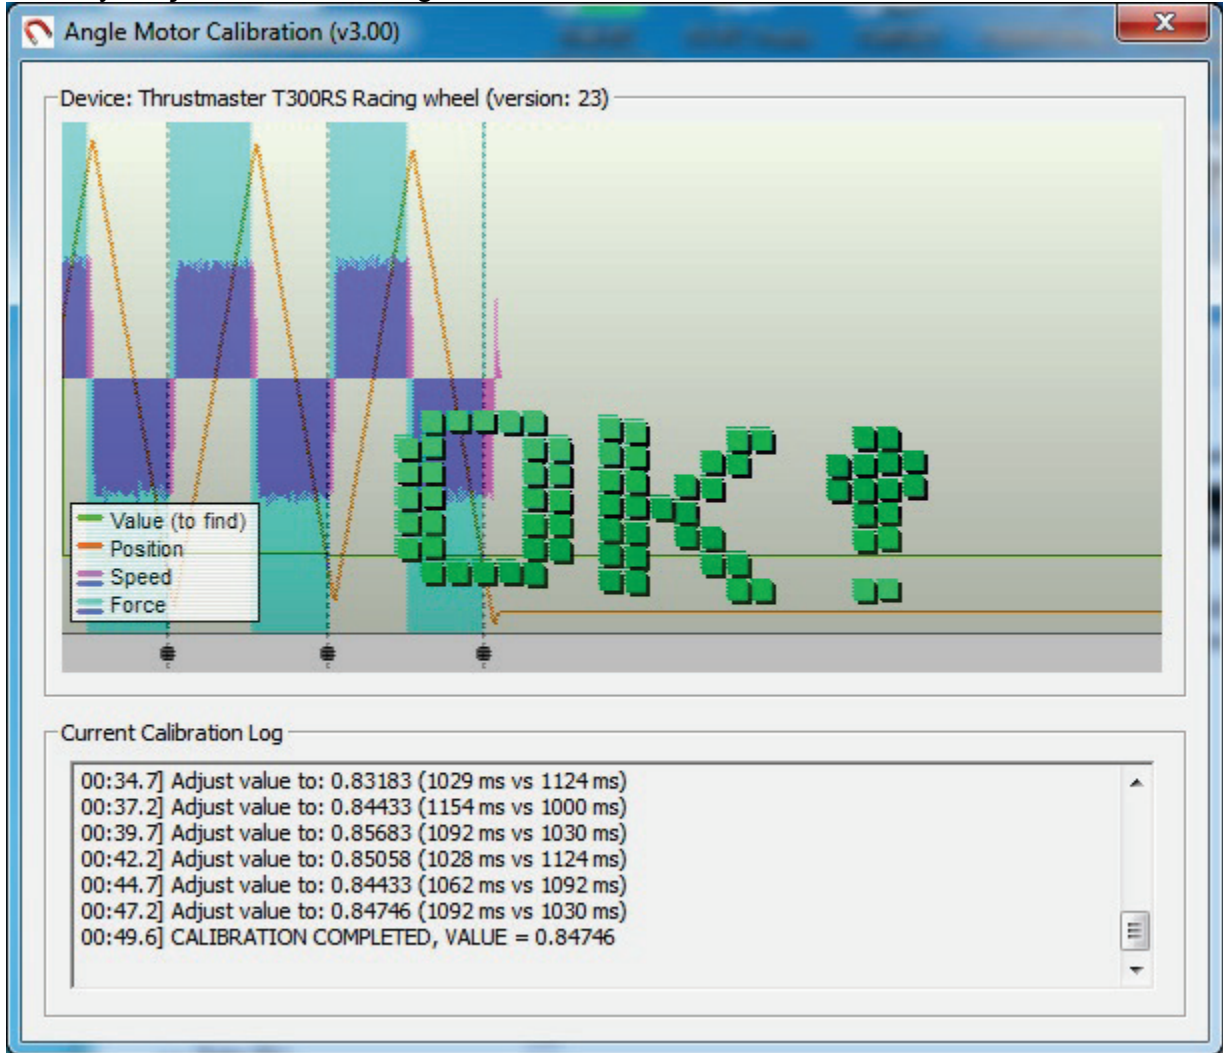 Angle Motor Calibration (v3.00)
Device: Thrustmaster T300RS Racing wheel (version: 23)
OK!
Value (to find)
Position
Speed
Force
Current Calibration Log
00:34.7] Adjust value to: 0.83183 (1029 ms vs 1124 ms)
00:37.2] Adjust value to: 0.84433 (1154 ms vs 1000 ms)
00:39.7] Adjust value to: 0.85683 (1092 ms vs 1030 ms)
00:42.2] Adjust value to: 0.85058 (1028 ms vs 1124 ms)
00:44.7] Adjust value to: 0.84433 (1062 ms vs 1092 ms)
00:47.2] Adjust value to: 0.84746 (1092 ms vs 1030 ms)
00:49.6] CALIBRATION COMPLETED, VALUE = 0.84746